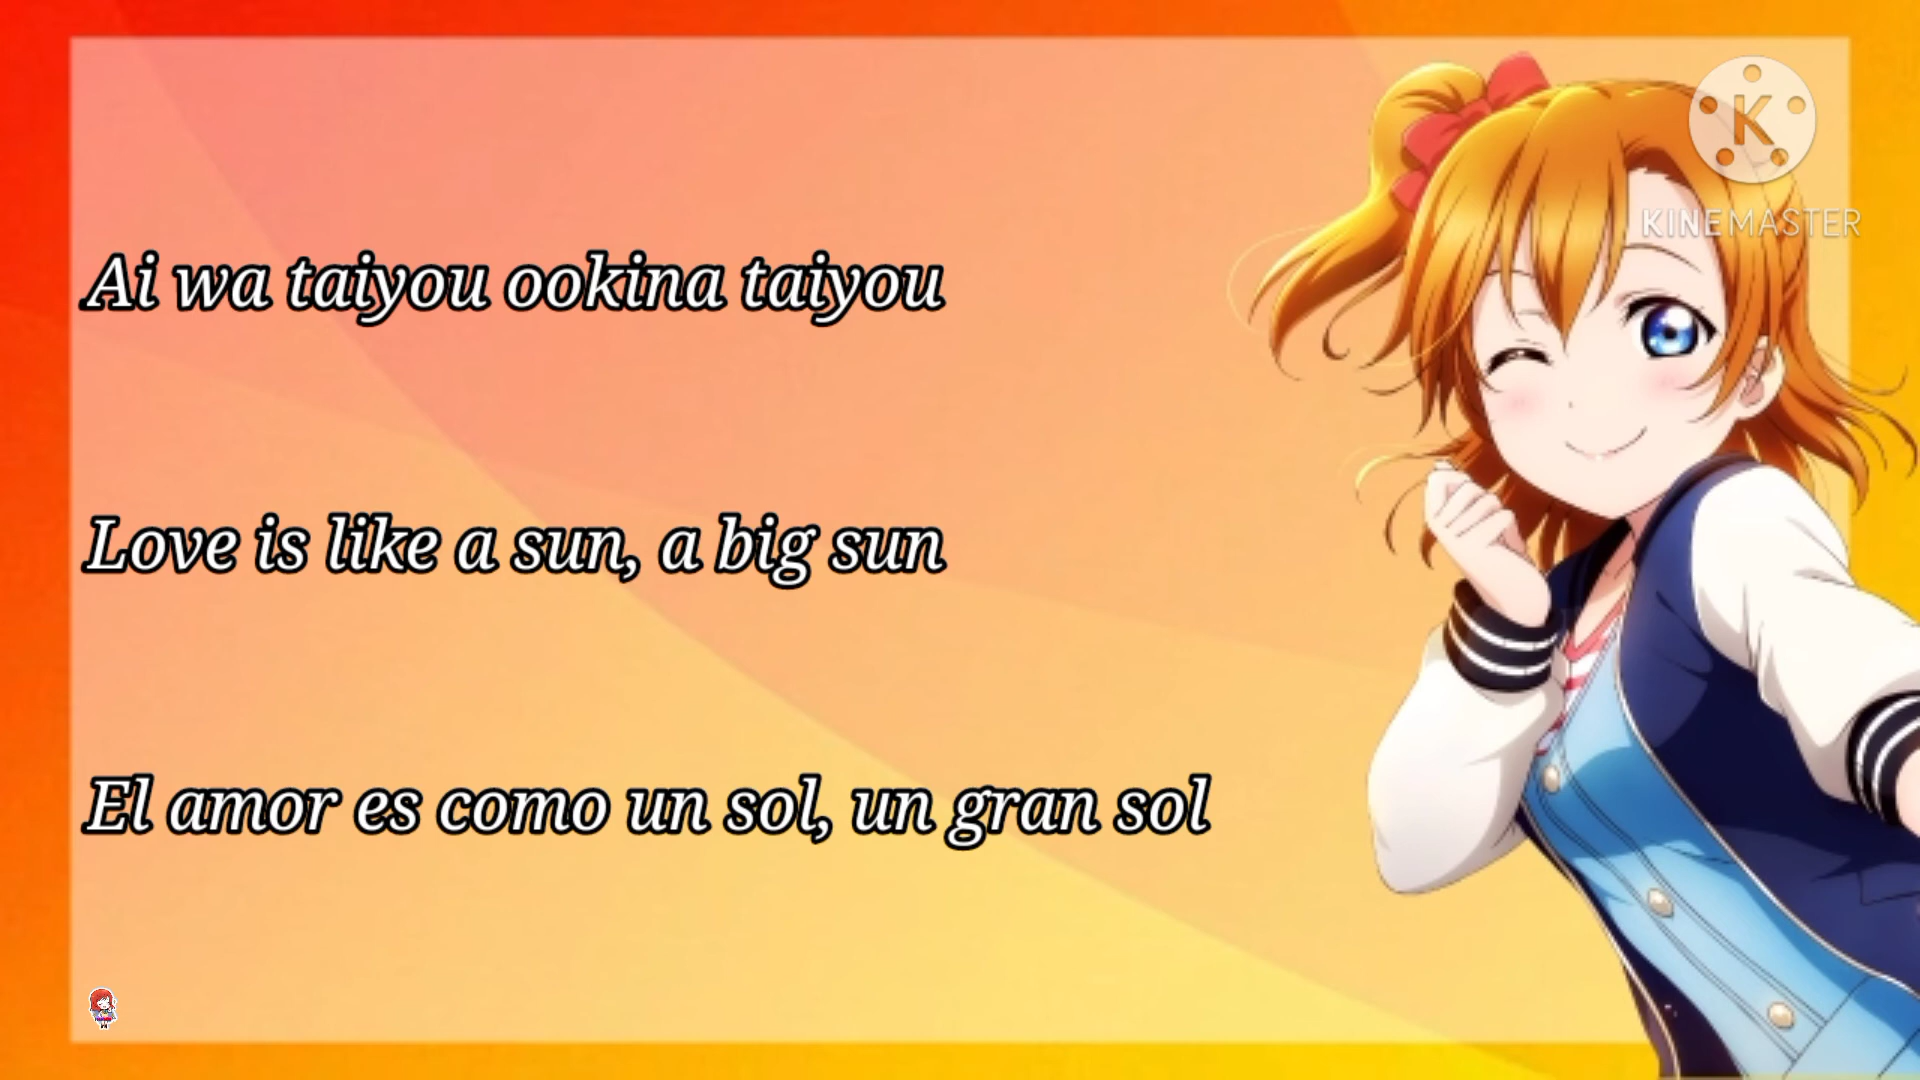 K
KINEMASTER
Ai wa taiyou ookina taiyou
Love is like a sun, a big sun
El amor es como un sol, un gran sol